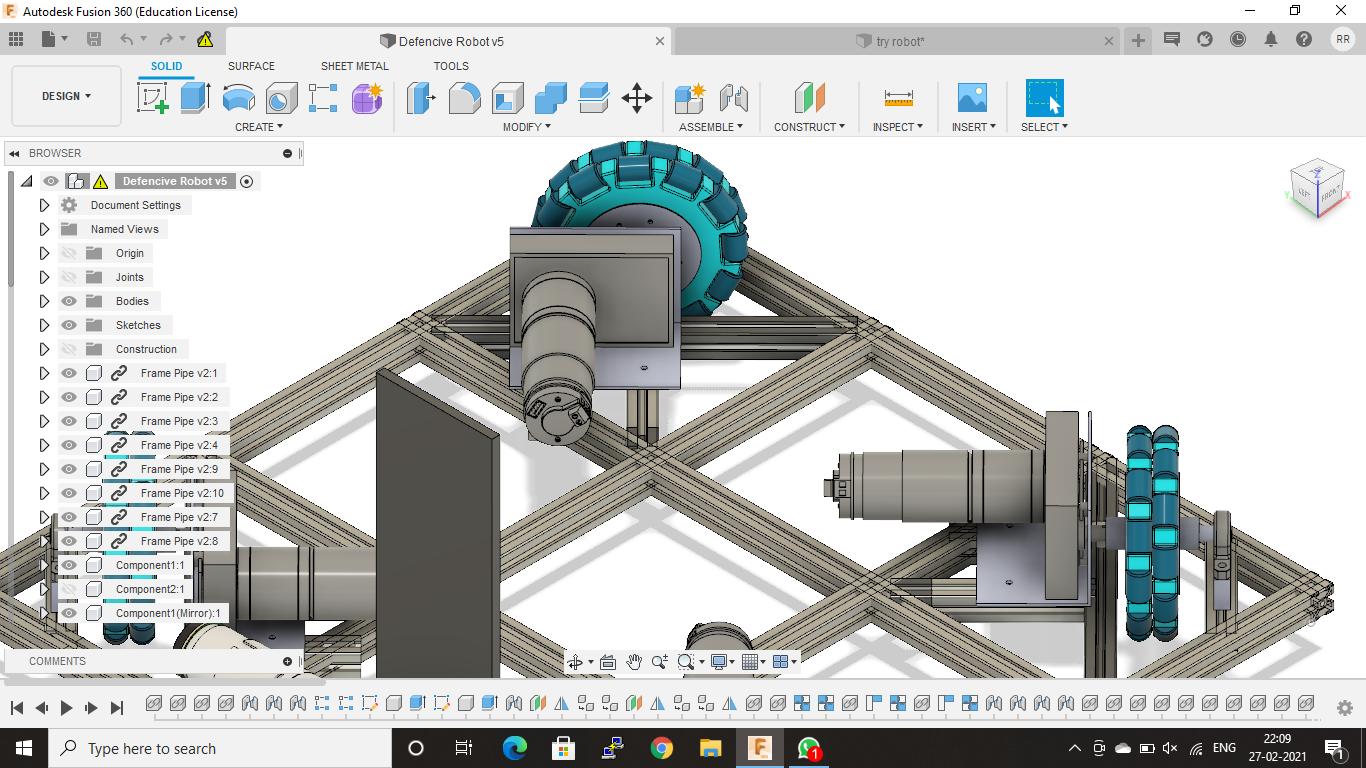 Autodesk Fusion 360 (Education License)
Defencive Robot v5
try robot*
RR
DESIGN
SOLID
SURFACE
SHEET METAL
TOOLS
CREATE
MODIFY
ASSEMBLE
CONSTRUCT
INSPECT
INSERT
SELECT
BROWSER
Defencive Robot v5
Document Settings
Named Views
Origin
Joints
Bodies
Sketches
Construction
Frame Pipe v2:1
Frame Pipe v2:2
Frame Pipe v2:3
Frame Pipe v2:4
Frame Pipe v2:9
Frame Pipe v2:10
Frame Pipe v2:7
Frame Pipe v2:8
Component1:1
Component2:1
Component1(Mirror):1
Z
Y
X
LEFT
FRONT
COMMENTS
Type here to search
1
ENG
22:09
27-02-2021
1